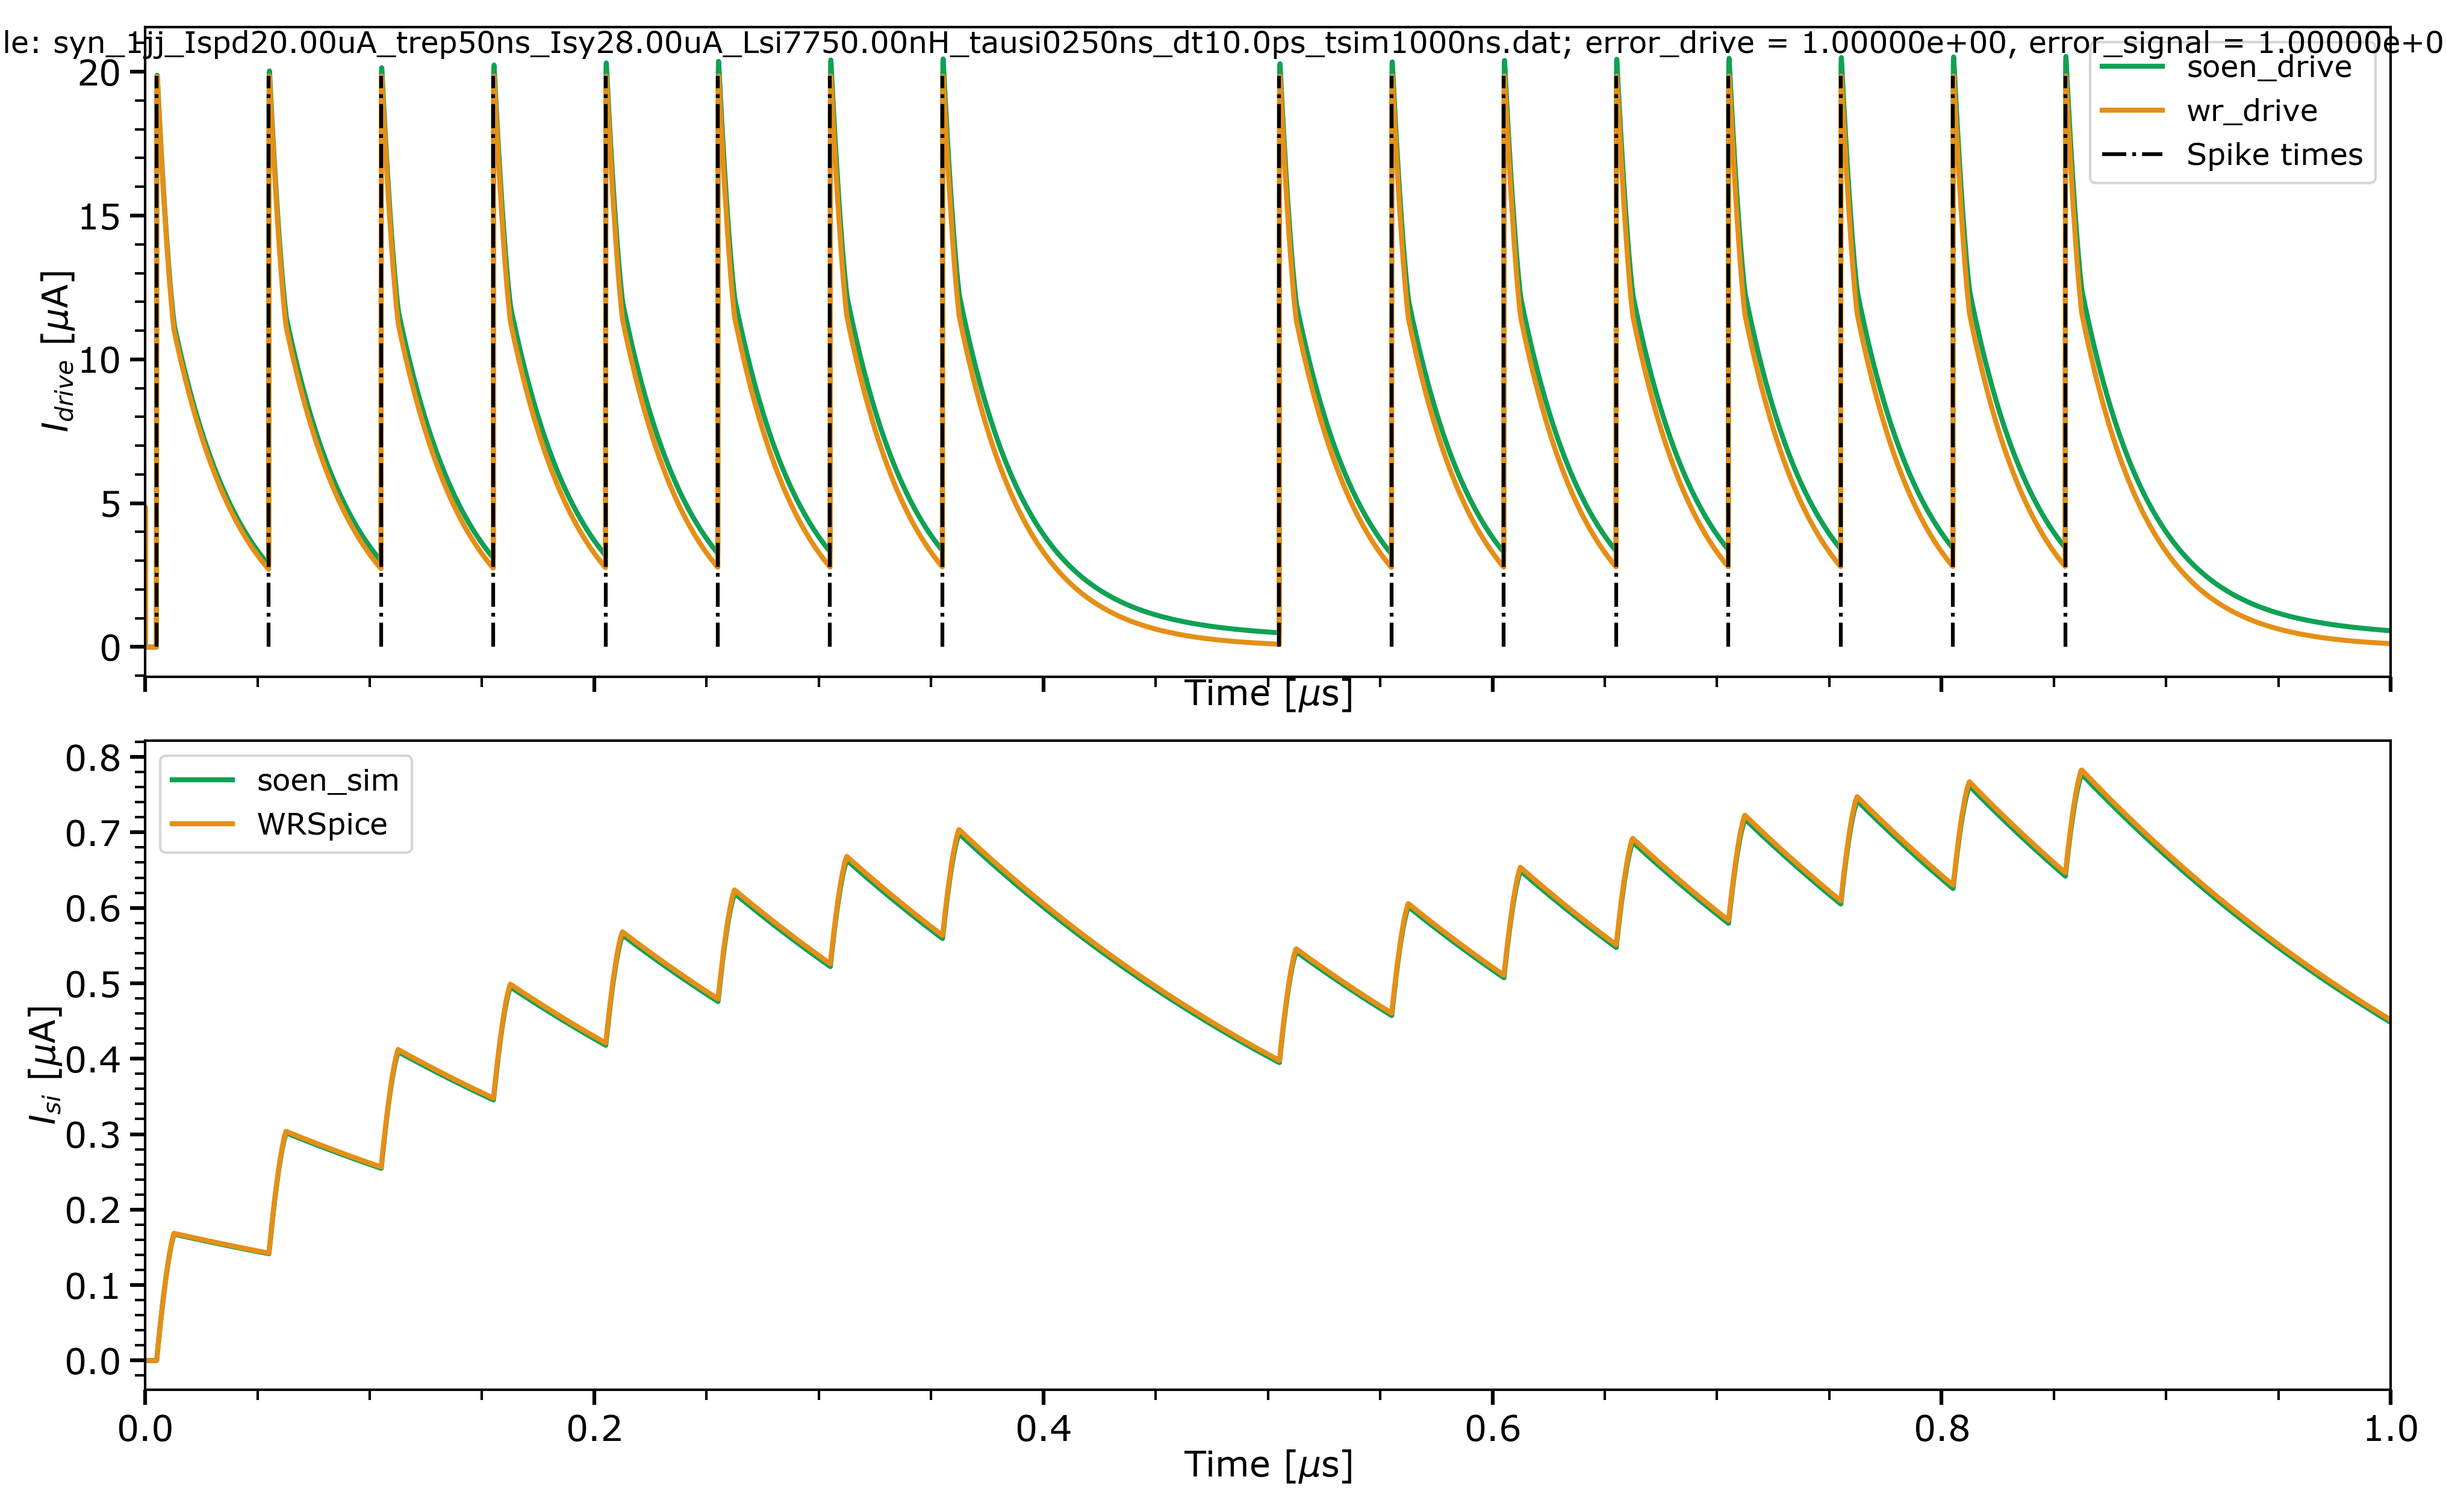 le: syn_1jj_Ispd20.00uA_trep50ns_Isy28.00uA_Lsi7750.00nH_tausi0250ns_dt10.0ps_tsim1000ns.dat; error_drive = 1.00000e+00, error_signal = 1.00000e+0
20
15
10
5
0
I_drive [μA]
soen_drive
wr_drive
Spike times
Time [μs]
0.8
0.7
0.6
0.5
0.4
0.3
0.2
0.1
0.0
I_si [μA]
soen_sim
WRSpice
0.0 0.2 0.4 0.6 0.8 1.0
Time [μs]